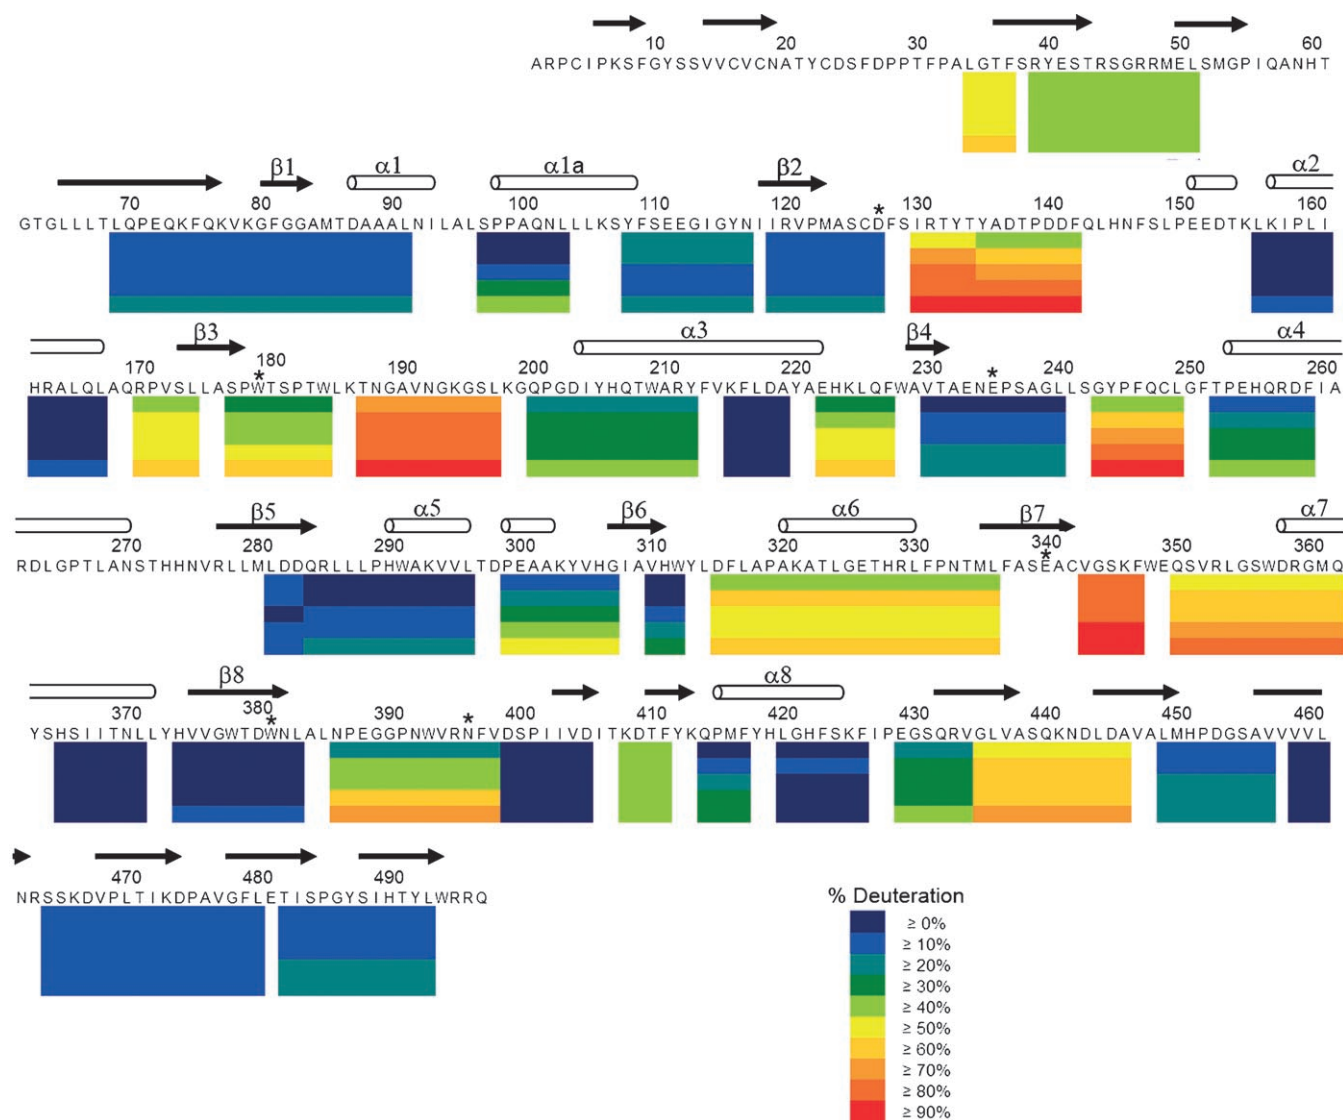 10 20 30 40 50 60
ARPCIPKSFGYSSVVCVCNATYCDSFDPPTFPALGTFSRYESTRSGRRMELSMGPIQANHT
β1 α1 α1a β2 α2
70 80 90 100 110 120 130 140 150 160
GTGLLLTLQPEQKFQKVKGFGGAMTDAAALNILALSPPAQNLLLKSYFSEEGIGYNIIRVPMASCDFSIRTYTYADTPDDFQLHNFSLPEEDTKLKIPLI
*
β3 α3 β4 α4
170 180 190 200 210 220 230 240 250 260
* *
HRALQLAQRPVSLLASPWTSPTWLKTNGAVNGKGSLKGQPGDIYHQTWARYFVKFLDAYAEHKLQFWAVTAENEPSAGLLSGYPFQCLGFTPEHQRDFIA
β5 α5 β6 α6 β7 α7
270 280 290 300 310 320 330 340 350 360
*
RDLGPTLANSTHHNVRLLMLDDQRLLLPHWAKVVLTDPEAAKYVHGIAVHWYLDFLAPAKATLGETHRLFPNTMLFASEACVGSKFWEQSVRLGSWDRGMQ
β8 α8
370 380 390 400 410 420 430 440 450 460
* *
YSHSIITNLLYHVVGWTDWNLALNPEGGPNWVRNFVDSPIIVDITKDTFYKQPMFYHLGHFSKFIPEGSQRVGLVASQKNDLDAVALMHPDGSAVVVVL
470 480 490
NRSSKDVPLTIKDPAVGFLETISPGYSIHTYLWRRQ
% Deuteration
≥ 0%
≥ 10%
≥ 20%
≥ 30%
≥ 40%
≥ 50%
≥ 60%
≥ 70%
≥ 80%
≥ 90%